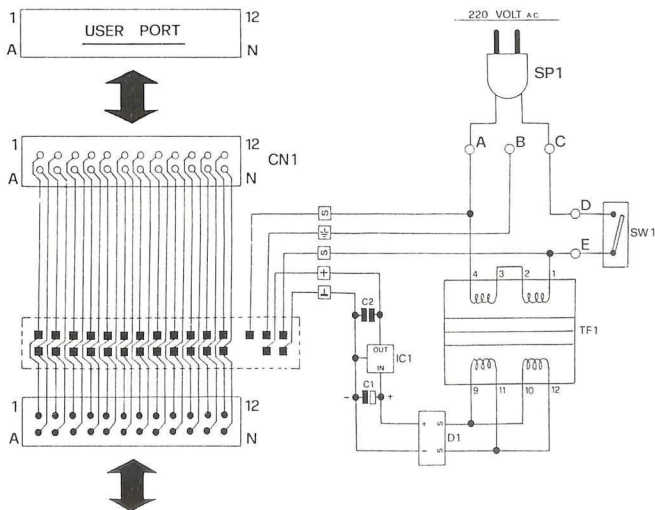 1 12
USER PORT
A N
220 VOLT AC
SP1
1 12
CN1
A N
A B C
D
SW1
E
S
S
+
-
4 3 2 1
TF1
C2
OUT
IC1
IN
C1
- +
9 11 10 12
+ S
D1
- S
1 12
A N